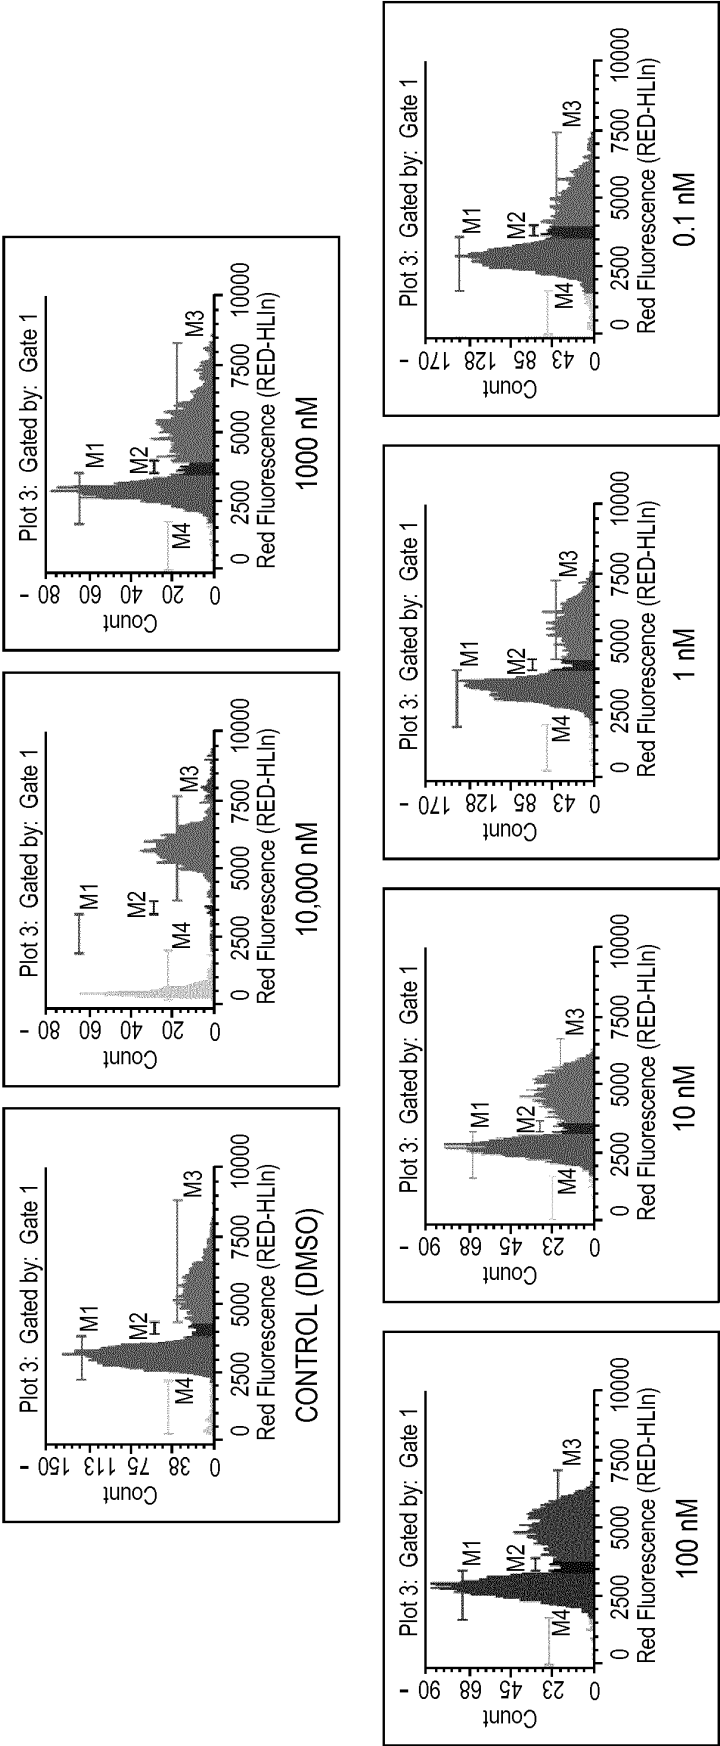 Plot 3: Gated by: Gate 1
150
113
75
38
0
Count
M1
M2
M3
M4
0 2500 5000 7500 10000
Red Fluorescence (RED-HLIn)
CONTROL (DMSO)
Plot 3: Gated by: Gate 1
80
60
40
20
0
Count
M1
M2
M3
M4
0 2500 5000 7500 10000
Red Fluorescence (RED-HLIn)
10,000 nM
Plot 3: Gated by: Gate 1
80
60
40
20
0
Count
M1
M2
M3
M4
0 2500 5000 7500 10000
Red Fluorescence (RED-HLIn)
1000 nM
Plot 3: Gated by: Gate 1
90
68
45
23
0
Count
M1
M2
M3
M4
0 2500 5000 7500 10000
Red Fluorescence (RED-HLIn)
100 nM
Plot 3: Gated by: Gate 1
90
68
45
23
0
Count
M1
M2
M3
M4
0 2500 5000 7500 10000
Red Fluorescence (RED-HLIn)
10 nM
Plot 3: Gated by: Gate 1
170
128
85
43
0
Count
M1
M2
M3
M4
0 2500 5000 7500 10000
Red Fluorescence (RED-HLIn)
1 nM
Plot 3: Gated by: Gate 1
170
128
85
43
0
Count
M1
M2
M3
M4
0 2500 5000 7500 10000
Red Fluorescence (RED-HLIn)
0.1 nM